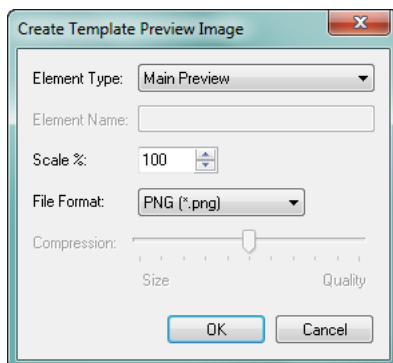 Create Template Preview Image
Element Type: Main Preview
Element Name:
Scale %: 100
File Format: PNG (*.png)
Compression:
Size Quality
OK Cancel